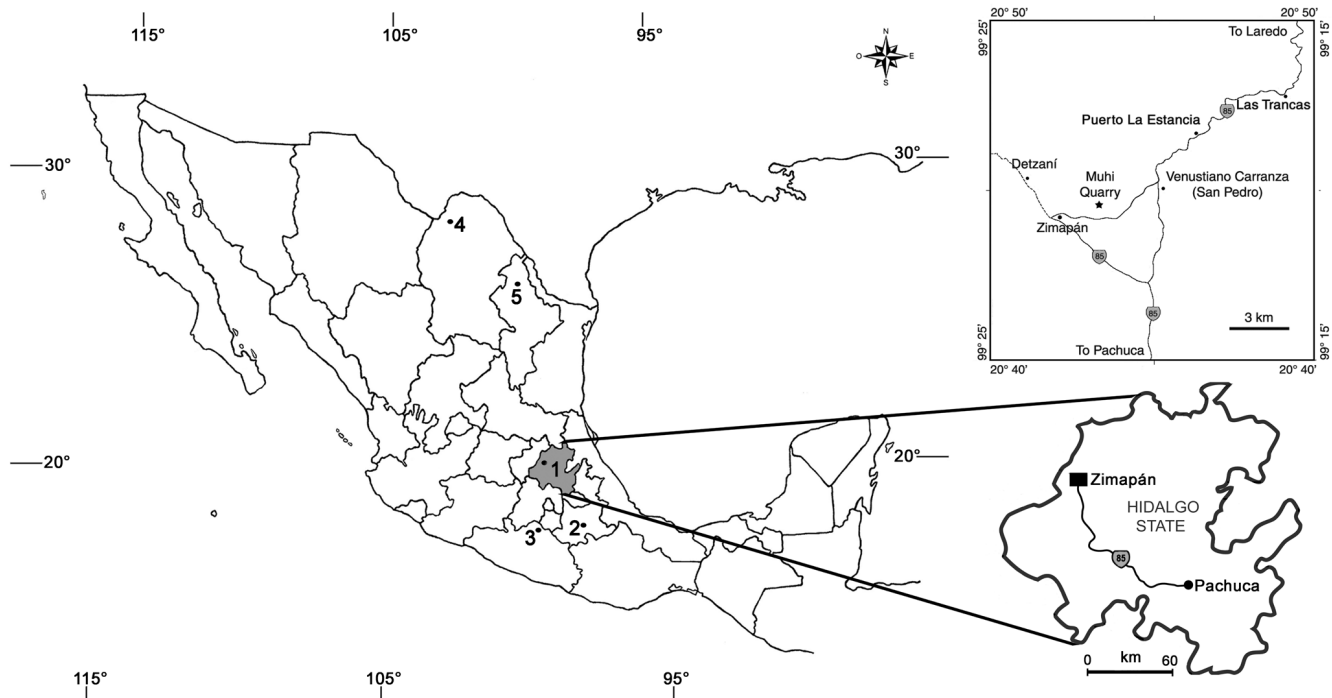 115°
105°
95°
N
O
E
S
30°
30°
4
5
20°
20°
1
2
3
115°
105°
95°
20° 50′
20° 50′
99° 25′
99° 15′
To Laredo
Las Trancas
85
Puerto La Estancia
Detzaní
Muhi
Quarry
Venustiano Carranza
(San Pedro)
Zimapán
85
85
3 km
To Pachuca
99° 25′
99° 15′
20° 40′
20° 40′
Zimapán
HIDALGO
STATE
85
Pachuca
0 km 60